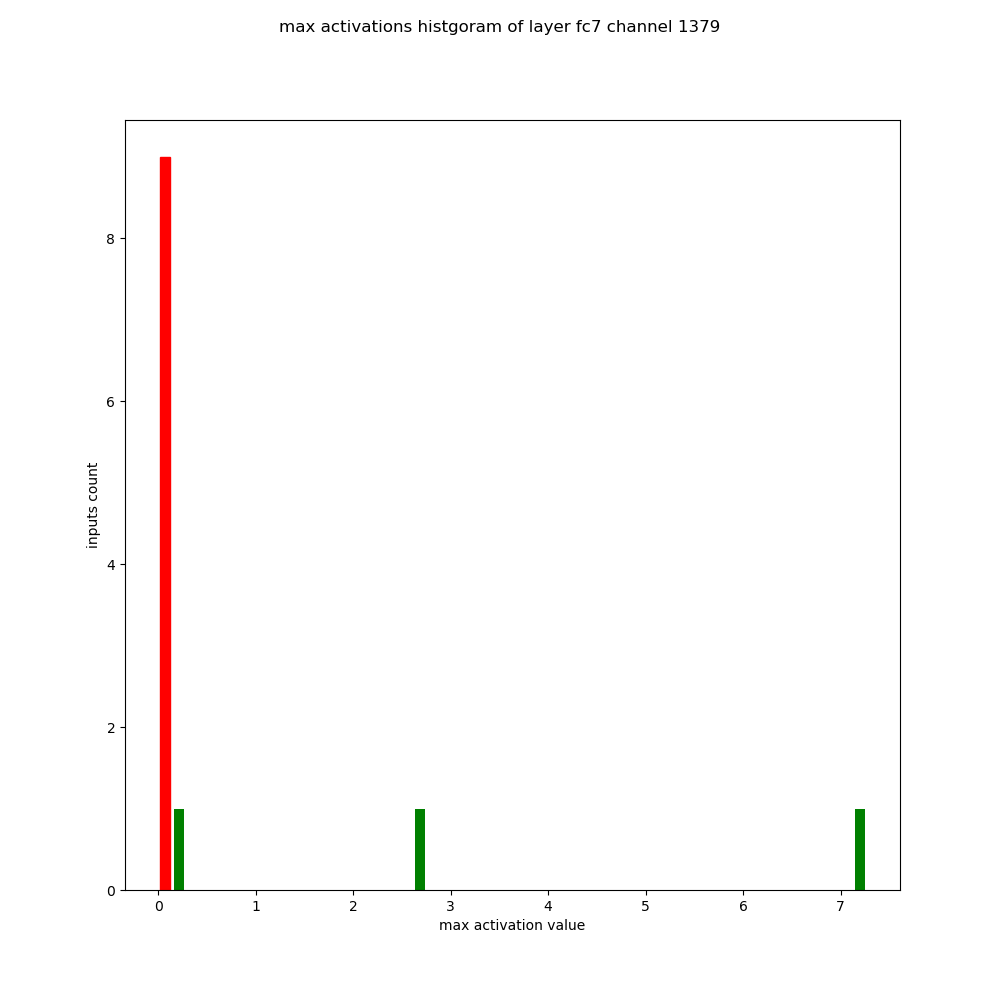 max activations histgoram of layer fc7 channel 1379
8
6
4
2
0
inputs count
0 1 2 3 4 5 6 7
max activation value